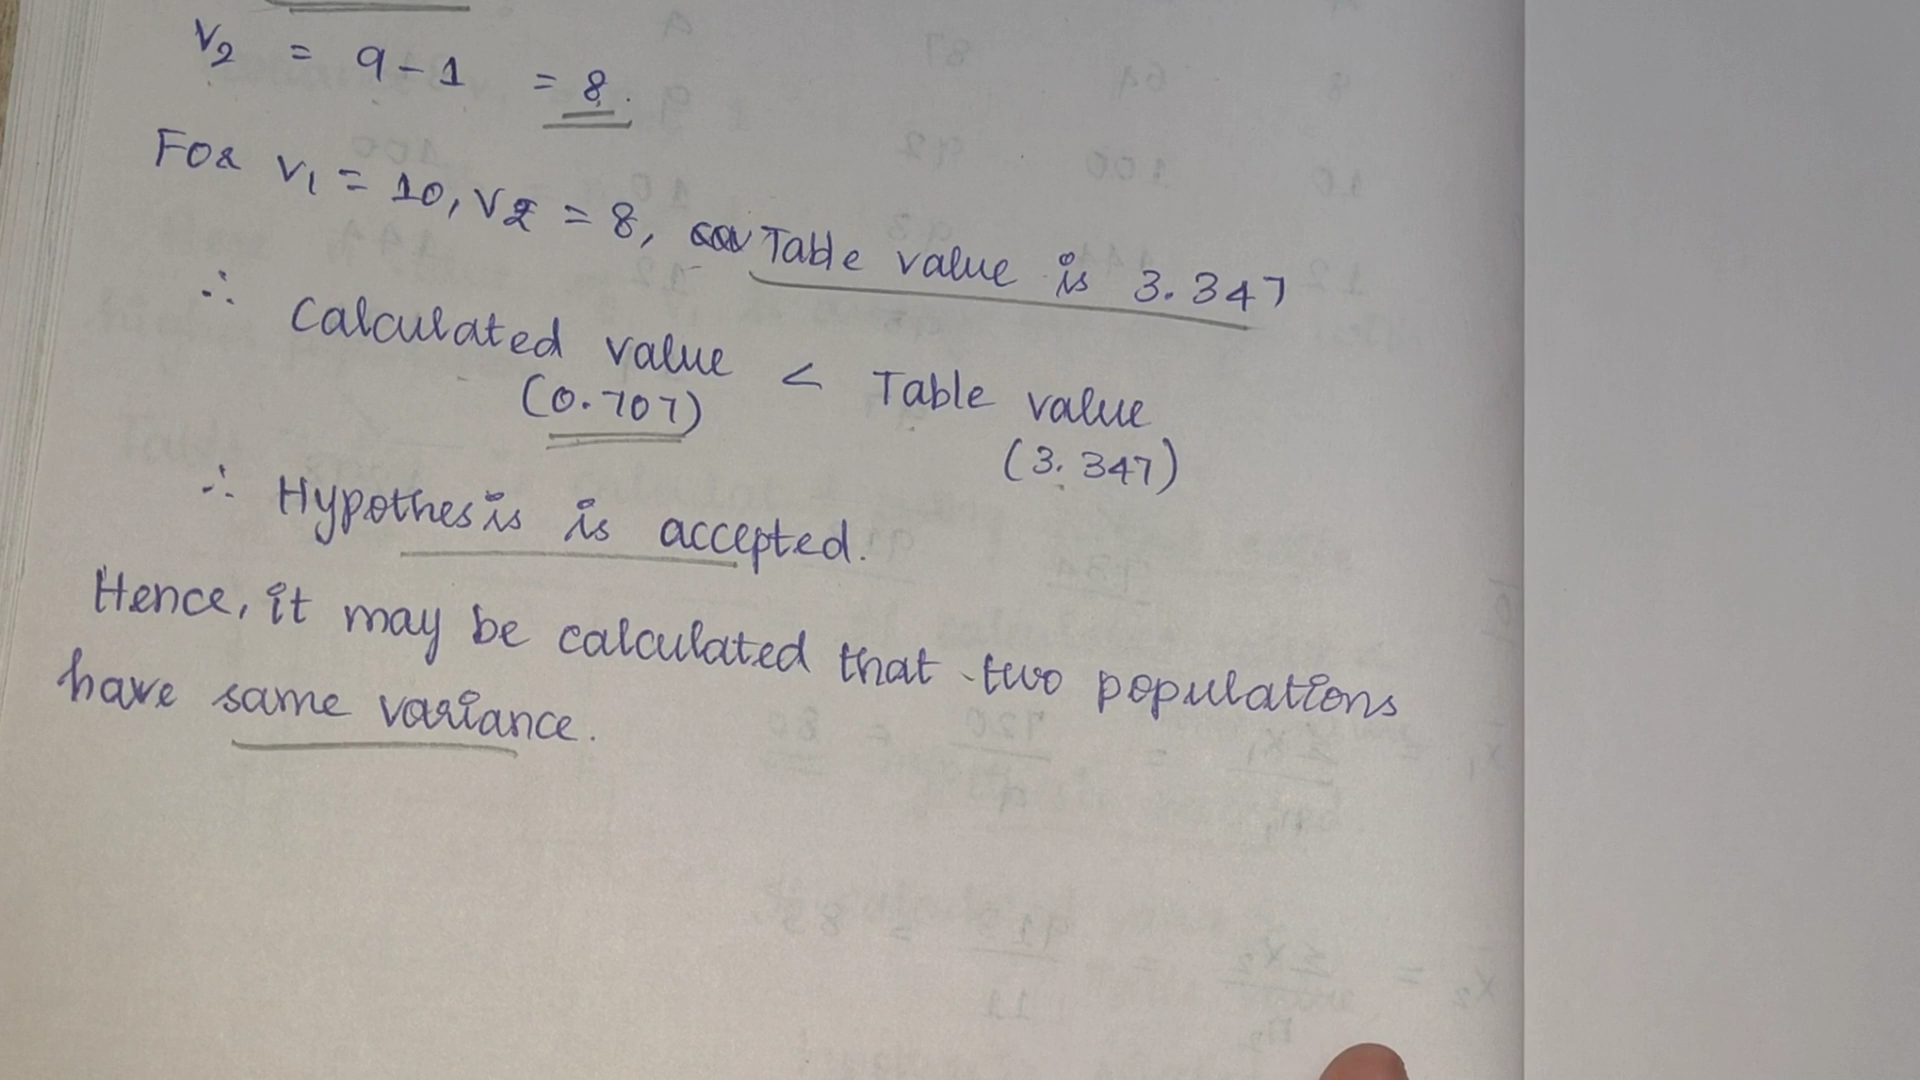 V₂ = 9 - 1 = 8.
For V₁ = 10, V₂ = 8, Table value is 3.347
∴ Calculated value < Table value
(0.707) (3.347)
∴ Hypothesis is accepted.
Hence, it may be calculated that two populations
have same variance.